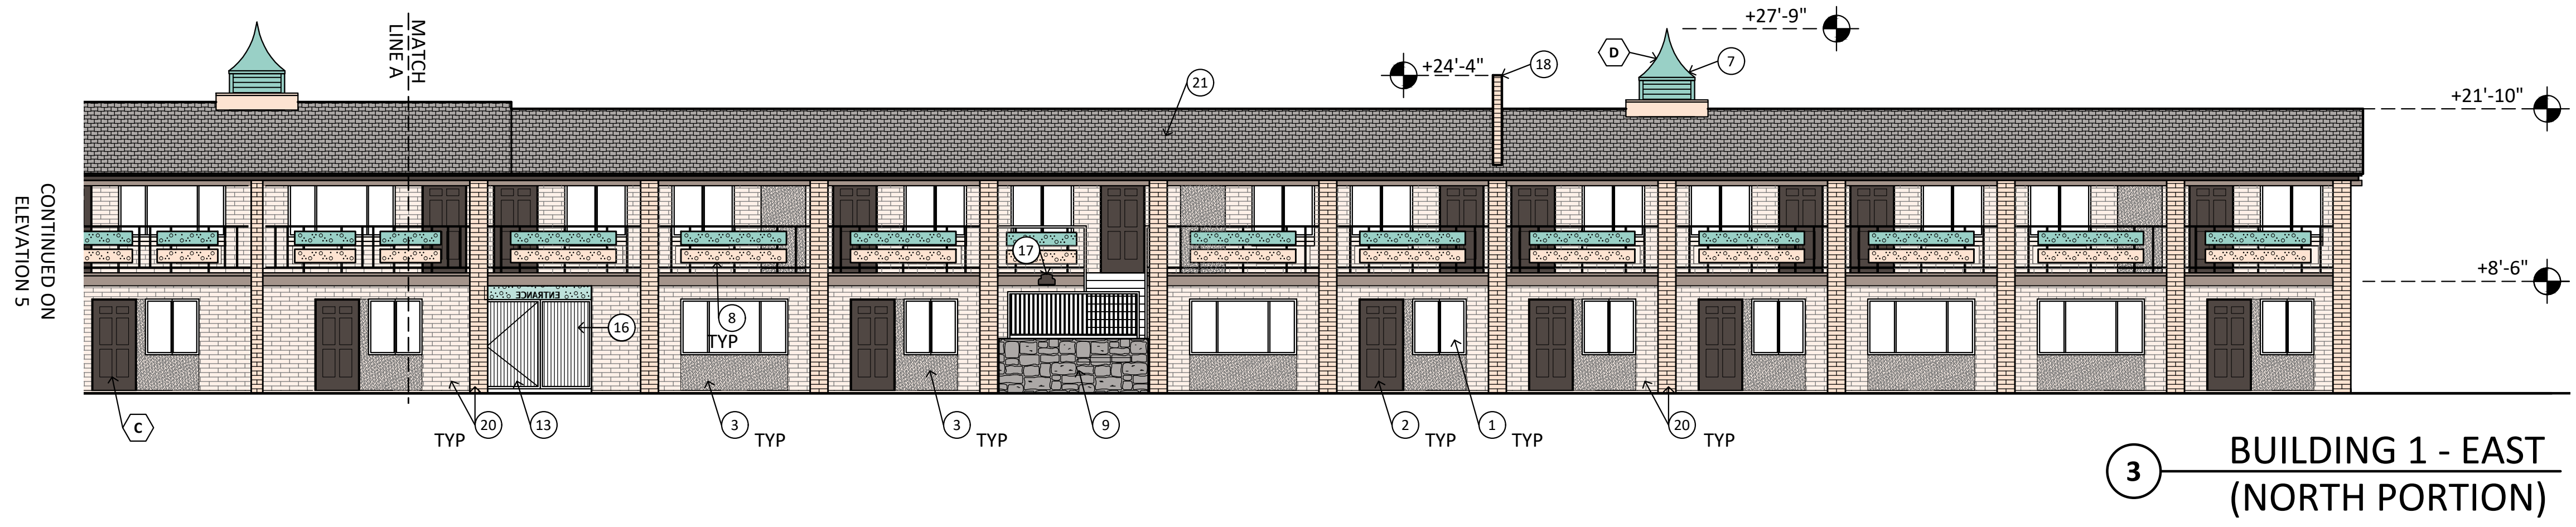 MATCH
LINE A
+27'-9"
D
7
+24'-4"
18
21
+21'-10"
CONTINUED ON
ELEVATION 5
17
+8'-6"
ENTRANCE
8
TYP
16
C
TYP
20
13
3
TYP
3
TYP
9
2
TYP
1
TYP
20
TYP
3
BUILDING 1 - EAST
(NORTH PORTION)